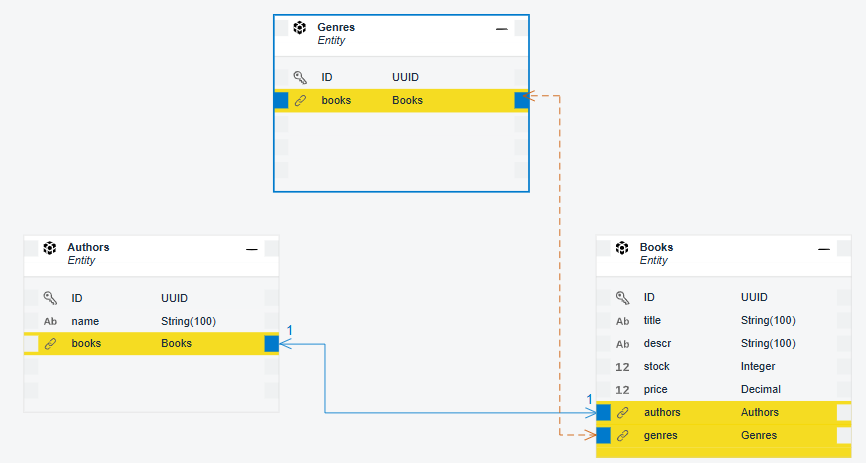 Genres
Entity
ID UUID
books Books
Authors
Entity
ID UUID
Ab name String(100)
books Books
1
Books
Entity
ID UUID
Ab title String(100)
Ab descr String(100)
12 stock Integer
12 price Decimal
1
authors Authors
genres Genres